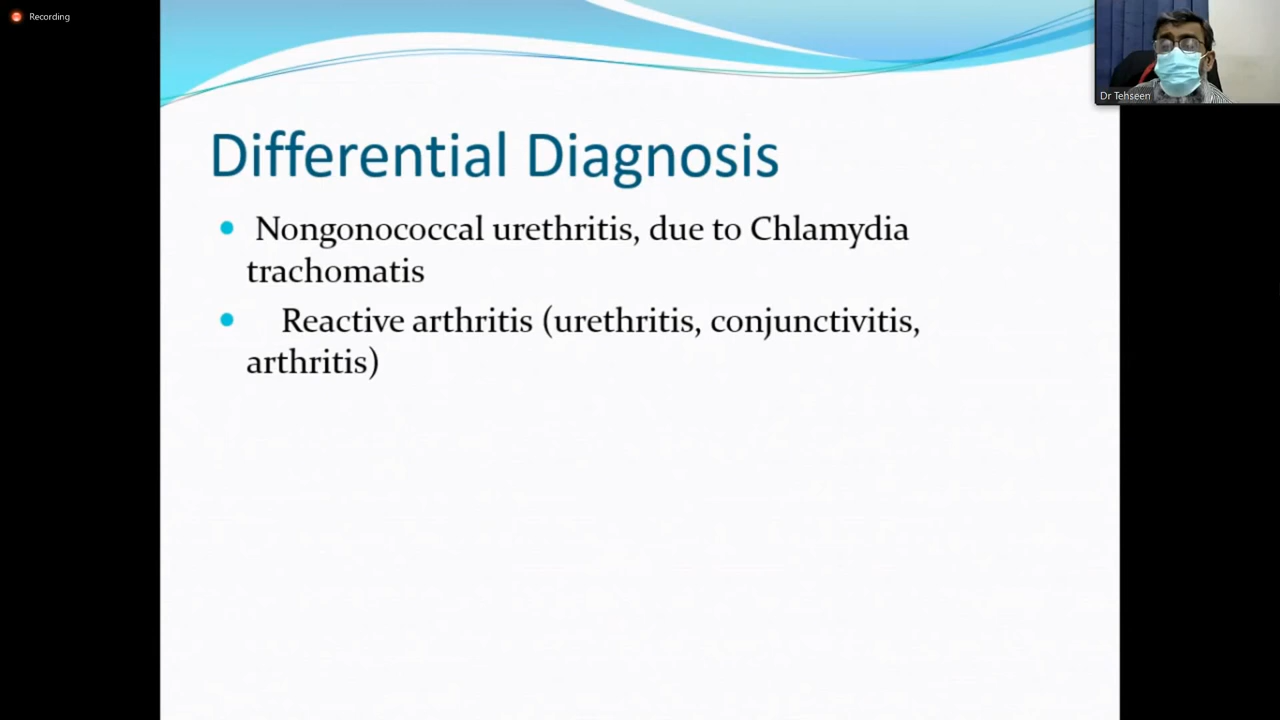 Recording
Dr Tehseen
Differential Diagnosis
Nongonococcal urethritis, due to Chlamydia
trachomatis
Reactive arthritis (urethritis, conjunctivitis,
arthritis)